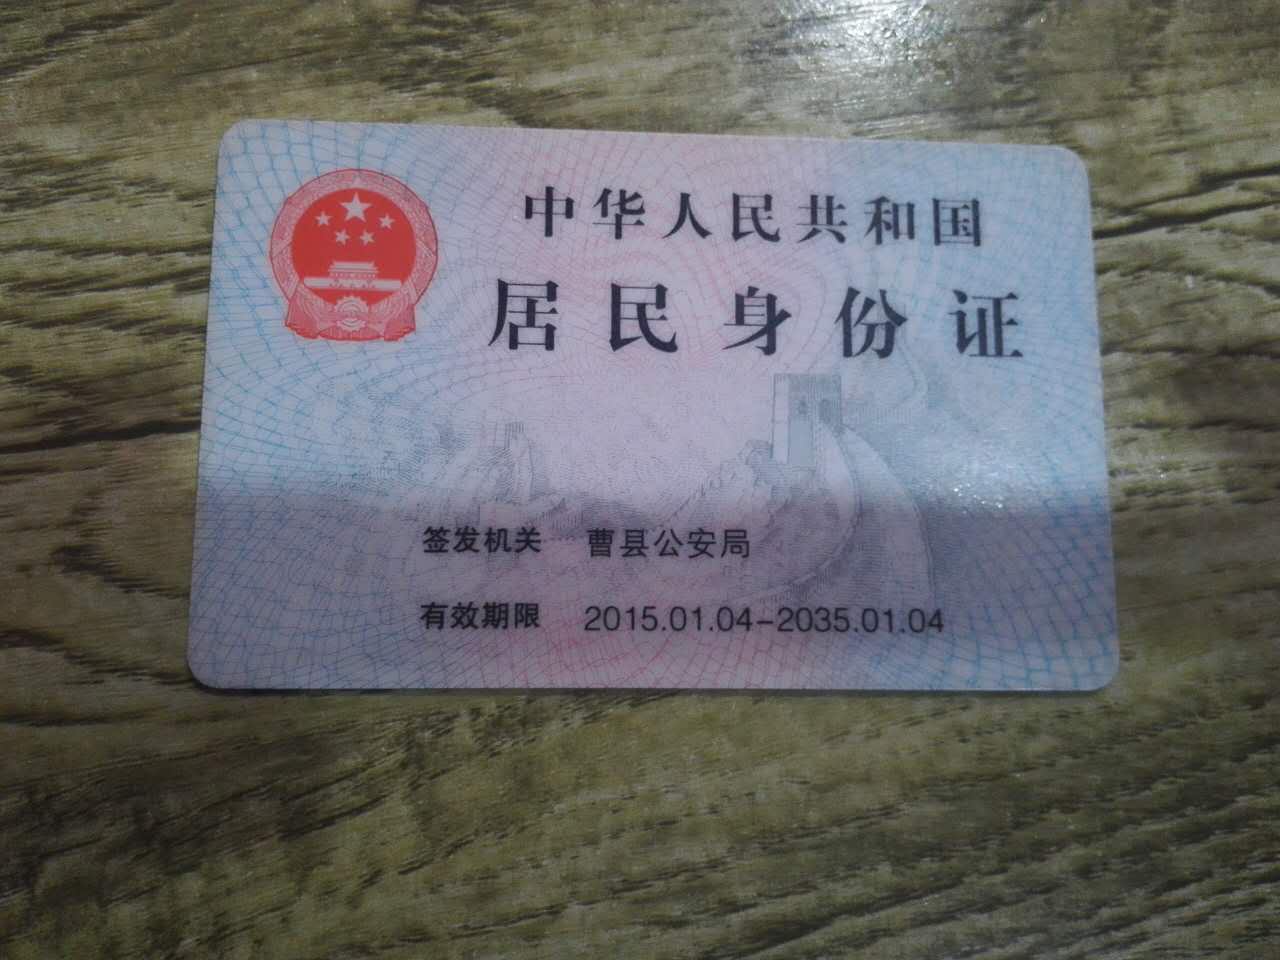 中华人民共和国
居民身份证
签发机关 曹县公安局
有效期限 2015.01.04-2035.01.04